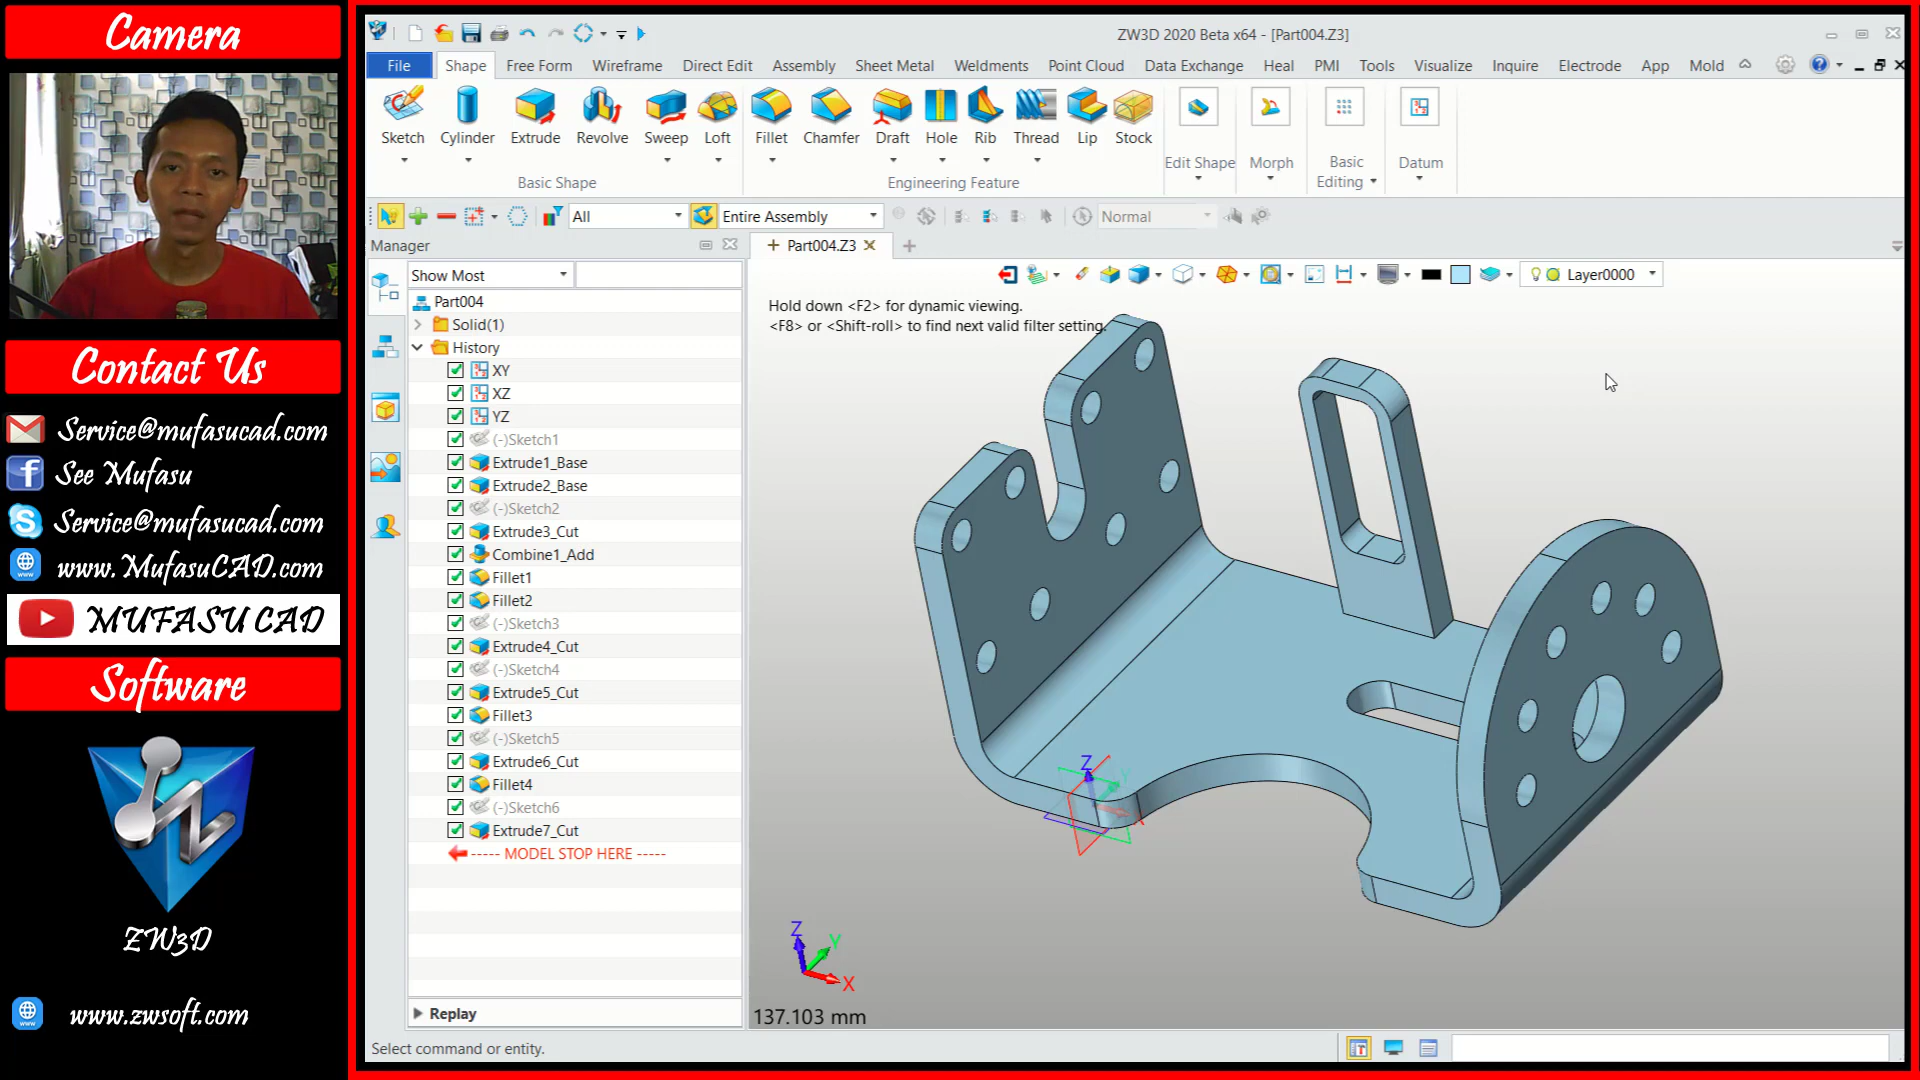 Camera
Contact Us
Service@mufasucad.com
See Mufasu
Service@mufasucad.com
www.MufasuCAD.com
MUFASU CAD
Software
ZW3D
www.zwsoft.com
ZW3D 2020 Beta x64 - [Part004.Z3]
File Shape Free Form Wireframe Direct Edit Assembly Sheet Metal Weldments Point Cloud Data Exchange Heal PMI Tools Visualize Inquire Electrode App Mold
Sketch Cylinder Extrude Revolve Sweep Loft Fillet Chamfer Draft Hole Rib Thread Lip Stock
Edit Shape Morph Basic Editing Datum
Basic Shape Engineering Feature
All Entire Assembly Normal
Manager
Part004.Z3
Show Most
Layer0000
Hold down <F2> for dynamic viewing.
<F8> or <Shift-roll> to find next valid filter setting.
Part004
Solid(1)
History
XY
XZ
YZ
(-)Sketch1
Extrude1_Base
Extrude2_Base
(-)Sketch2
Extrude3_Cut
Combine1_Add
Fillet1
Fillet2
(-)Sketch3
Extrude4_Cut
(-)Sketch4
Extrude5_Cut
Fillet3
(-)Sketch5
Extrude6_Cut
Fillet4
(-)Sketch6
Extrude7_Cut
----- MODEL STOP HERE -----
Z
Y
X
Z
Y
X
Replay
137.103 mm
Select command or entity.